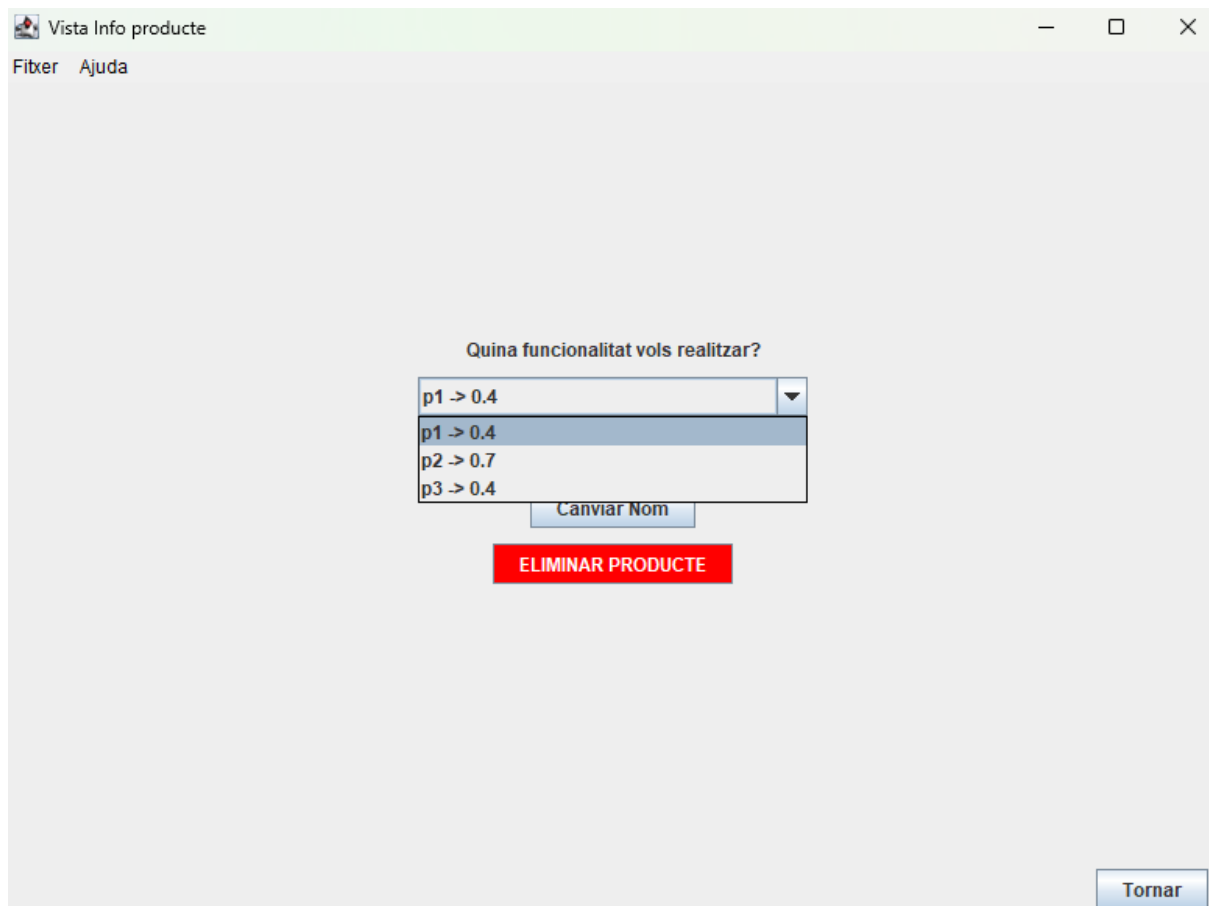 Vista Info producte
Fitxer Ajuda
Quina funcionalitat vols realitzar?
p1 -> 0.4
p1 -> 0.4
p2 -> 0.7
p3 -> 0.4
Canviar Nom
ELIMINAR PRODUCTE
Tornar